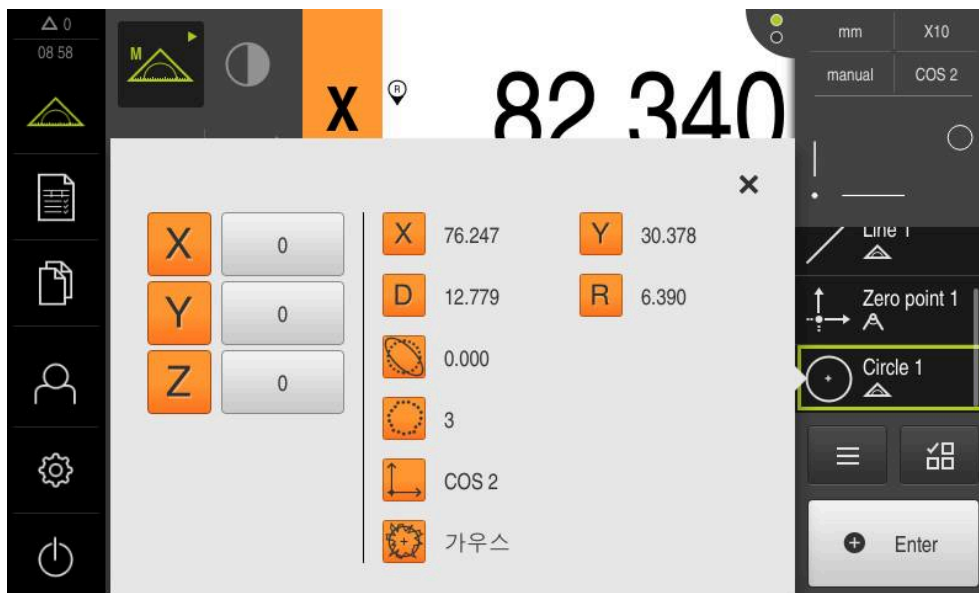 0
08 58
M
X
R
82.340
mm X10
manual COS 2
X 0
Y 0
Z 0
X 76.247 Y 30.378
D 12.779 R 6.390
0.000
3
COS 2
가우스
Line 1
Zero point 1
Circle 1
Enter